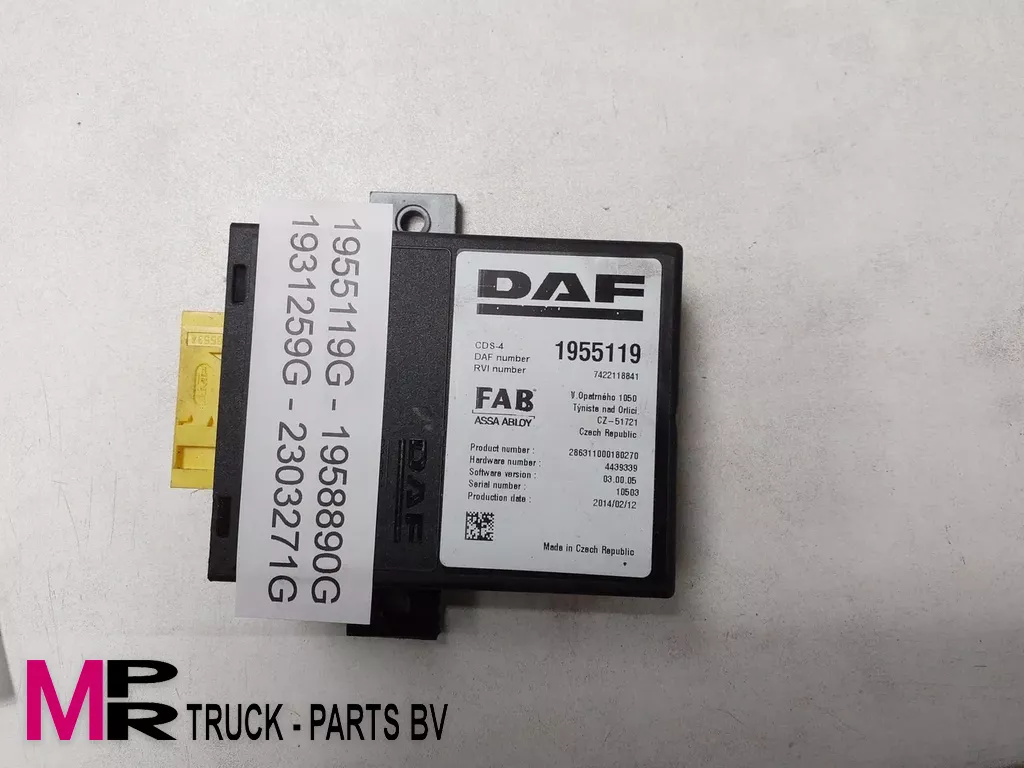 1955119G - 1958890G
1931259G - 2303271G
DAF
DAF
CDS-4
DAF number 1955119
RVI number 7422118841
FAB
ASSA ABLOY
V.Opatrného 1050
Týniste nad Orlicí
CZ-51721
Czech Republic
Product number : 286311000180270
Hardware number : 4439339
Software version : 03.00.05
Serial number : 10503
Production date : 2014/02/12
Made in Czech Republic
MPR TRUCK - PARTS BV